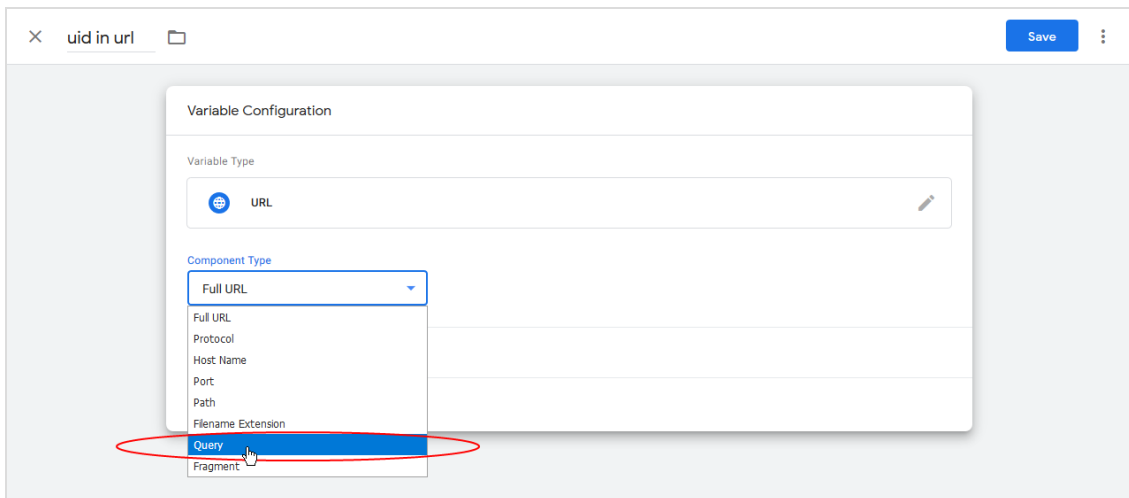 uid in url
Save
Variable Configuration
Variable Type
URL
Component Type
Full URL
Full URL
Protocol
Host Name
Port
Path
Filename Extension
Query
Fragment